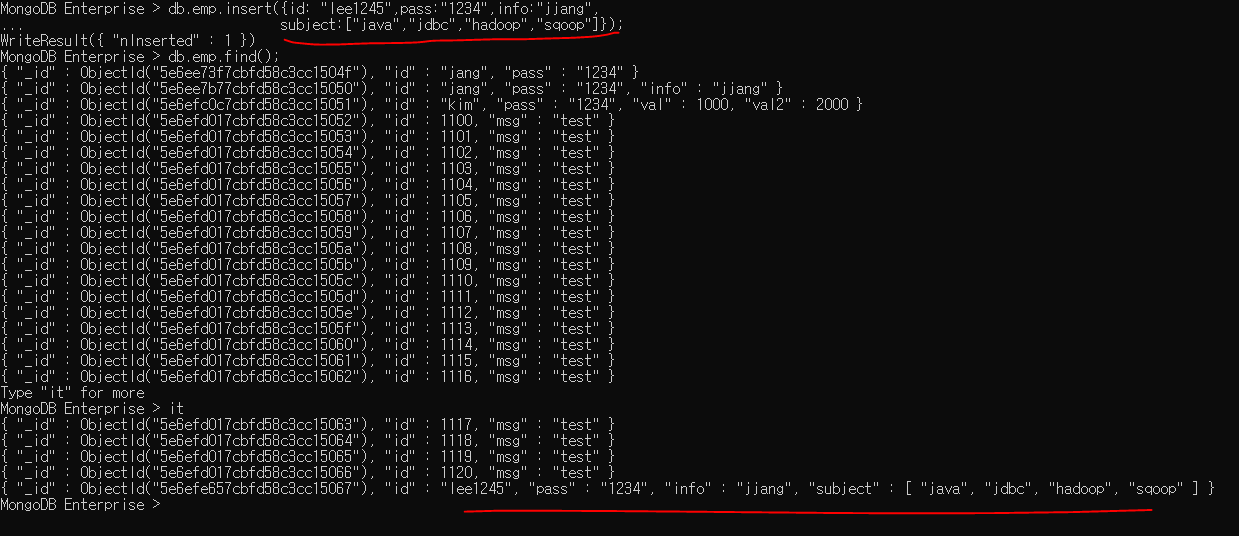 MongoDB Enterprise > db.emp.insert({id: "lee1245",pass:"1234",info:"jjang",
... subject:["java","jdbc","hadoop","sqoop"]});
WriteResult({ "nInserted" : 1 })
MongoDB Enterprise > db.emp.find();
{ "_id" : ObjectId("5e6ee73f7cbfd58c3cc1504f"), "id" : "jang", "pass" : "1234" }
{ "_id" : ObjectId("5e6ee7b77cbfd58c3cc15050"), "id" : "jang", "pass" : "1234", "info" : "jjang" }
{ "_id" : ObjectId("5e6efc0c7cbfd58c3cc15051"), "id" : "kim", "pass" : "1234", "val" : 1000, "val2" : 2000 }
{ "_id" : ObjectId("5e6efd017cbfd58c3cc15052"), "id" : 1100, "msg" : "test" }
{ "_id" : ObjectId("5e6efd017cbfd58c3cc15053"), "id" : 1101, "msg" : "test" }
{ "_id" : ObjectId("5e6efd017cbfd58c3cc15054"), "id" : 1102, "msg" : "test" }
{ "_id" : ObjectId("5e6efd017cbfd58c3cc15055"), "id" : 1103, "msg" : "test" }
{ "_id" : ObjectId("5e6efd017cbfd58c3cc15056"), "id" : 1104, "msg" : "test" }
{ "_id" : ObjectId("5e6efd017cbfd58c3cc15057"), "id" : 1105, "msg" : "test" }
{ "_id" : ObjectId("5e6efd017cbfd58c3cc15058"), "id" : 1106, "msg" : "test" }
{ "_id" : ObjectId("5e6efd017cbfd58c3cc15059"), "id" : 1107, "msg" : "test" }
{ "_id" : ObjectId("5e6efd017cbfd58c3cc1505a"), "id" : 1108, "msg" : "test" }
{ "_id" : ObjectId("5e6efd017cbfd58c3cc1505b"), "id" : 1109, "msg" : "test" }
{ "_id" : ObjectId("5e6efd017cbfd58c3cc1505c"), "id" : 1110, "msg" : "test" }
{ "_id" : ObjectId("5e6efd017cbfd58c3cc1505d"), "id" : 1111, "msg" : "test" }
{ "_id" : ObjectId("5e6efd017cbfd58c3cc1505e"), "id" : 1112, "msg" : "test" }
{ "_id" : ObjectId("5e6efd017cbfd58c3cc1505f"), "id" : 1113, "msg" : "test" }
{ "_id" : ObjectId("5e6efd017cbfd58c3cc15060"), "id" : 1114, "msg" : "test" }
{ "_id" : ObjectId("5e6efd017cbfd58c3cc15061"), "id" : 1115, "msg" : "test" }
{ "_id" : ObjectId("5e6efd017cbfd58c3cc15062"), "id" : 1116, "msg" : "test" }
Type "it" for more
MongoDB Enterprise > it
{ "_id" : ObjectId("5e6efd017cbfd58c3cc15063"), "id" : 1117, "msg" : "test" }
{ "_id" : ObjectId("5e6efd017cbfd58c3cc15064"), "id" : 1118, "msg" : "test" }
{ "_id" : ObjectId("5e6efd017cbfd58c3cc15065"), "id" : 1119, "msg" : "test" }
{ "_id" : ObjectId("5e6efd017cbfd58c3cc15066"), "id" : 1120, "msg" : "test" }
{ "_id" : ObjectId("5e6efe657cbfd58c3cc15067"), "id" : "lee1245", "pass" : "1234", "info" : "jjang", "subject" : [ "java", "jdbc", "hadoop", "sqoop" ] }
MongoDB Enterprise >